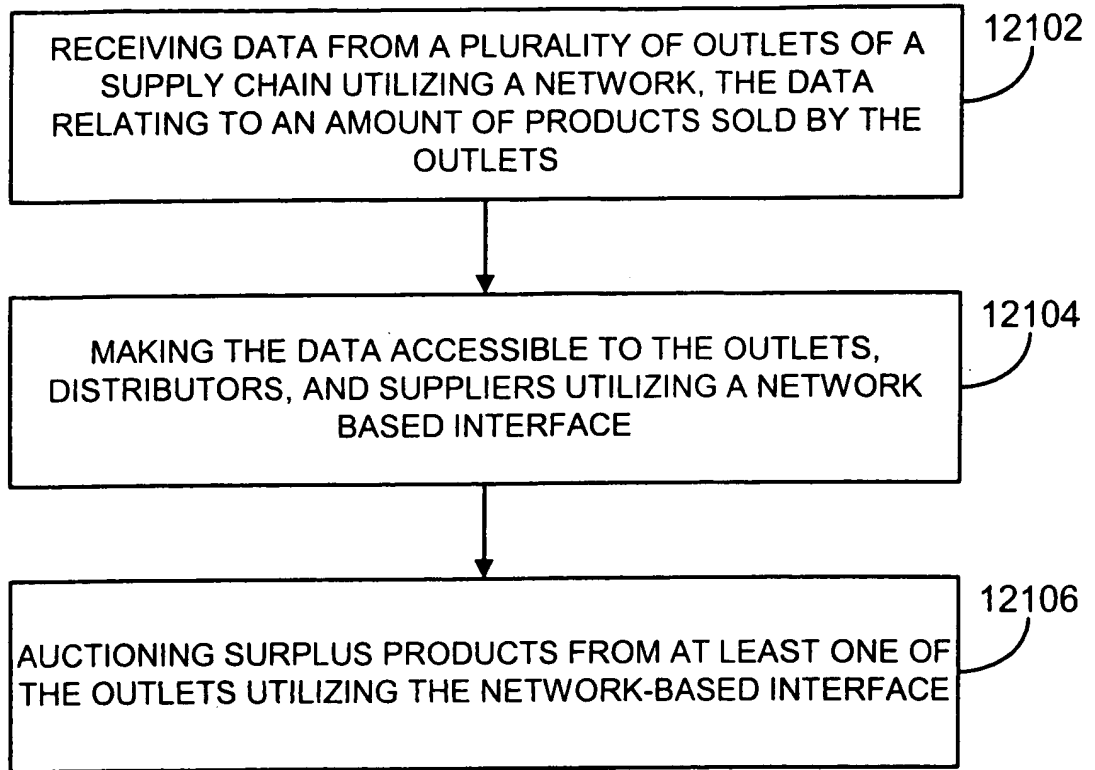 RECEIVING DATA FROM A PLURALITY OF OUTLETS OF A
SUPPLY CHAIN UTILIZING A NETWORK, THE DATA
RELATING TO AN AMOUNT OF PRODUCTS SOLD BY THE
OUTLETS
12102
MAKING THE DATA ACCESSIBLE TO THE OUTLETS,
DISTRIBUTORS, AND SUPPLIERS UTILIZING A NETWORK
BASED INTERFACE
12104
AUCTIONING SURPLUS PRODUCTS FROM AT LEAST ONE OF
THE OUTLETS UTILIZING THE NETWORK-BASED INTERFACE
12106